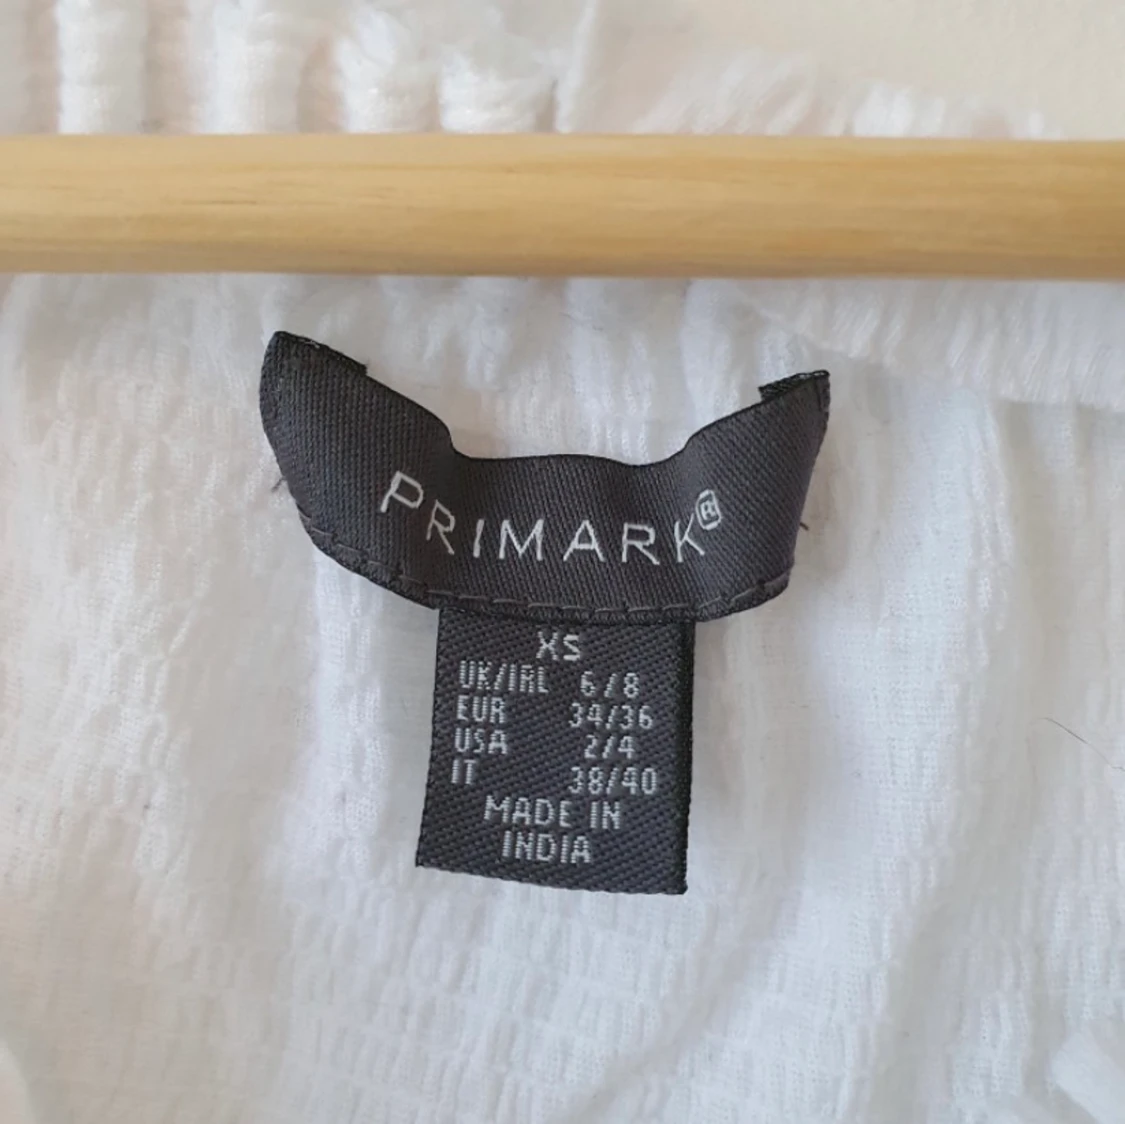 PRIMARK®
XS
UK/IRL 6/8
EUR 34/36
USA 2/4
IT 38/40
MADE IN
INDIA